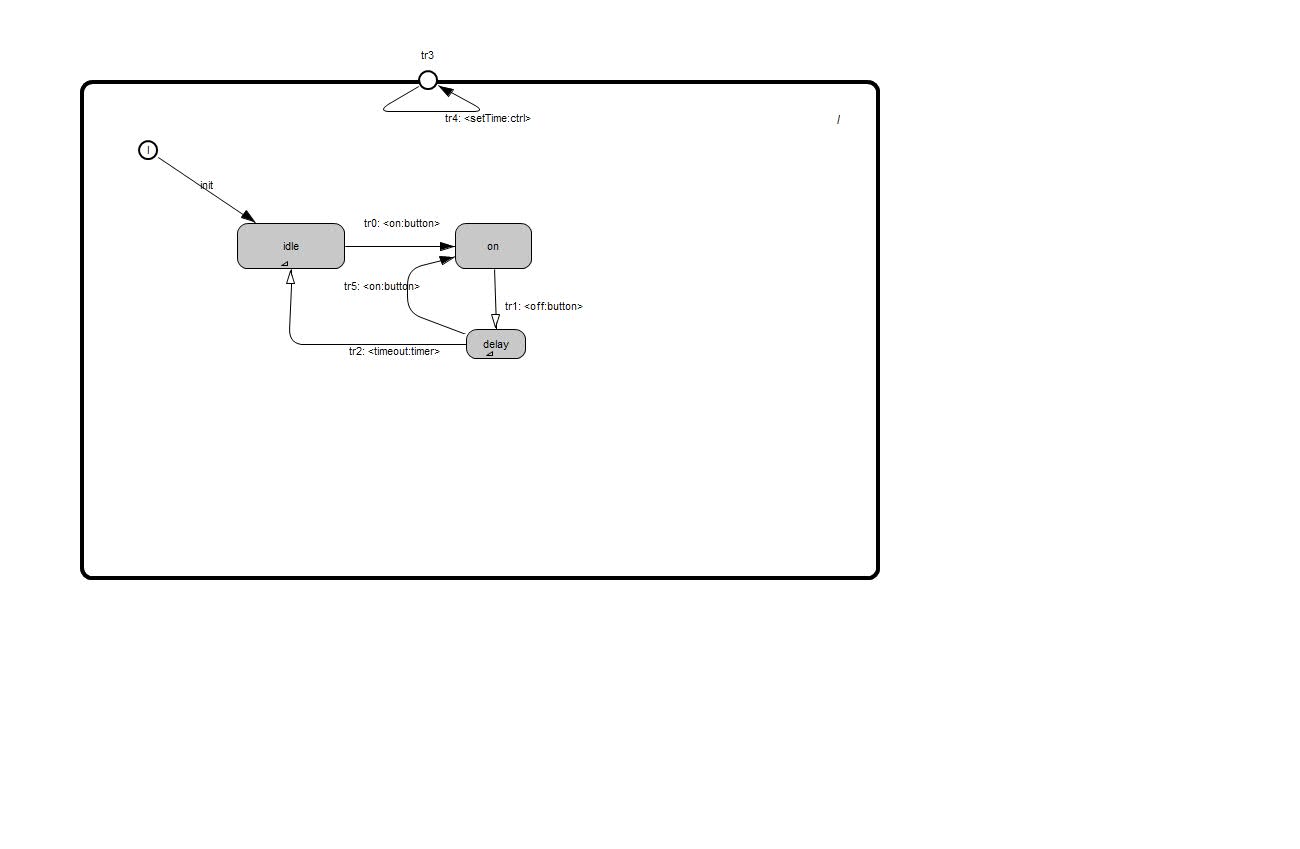 tr3
tr4: <setTime:ctrl>
/
I
init
tr0: <on:button>
idle
on
tr5: <on:button>
tr1: <off:button>
delay
tr2: <timeout:timer>